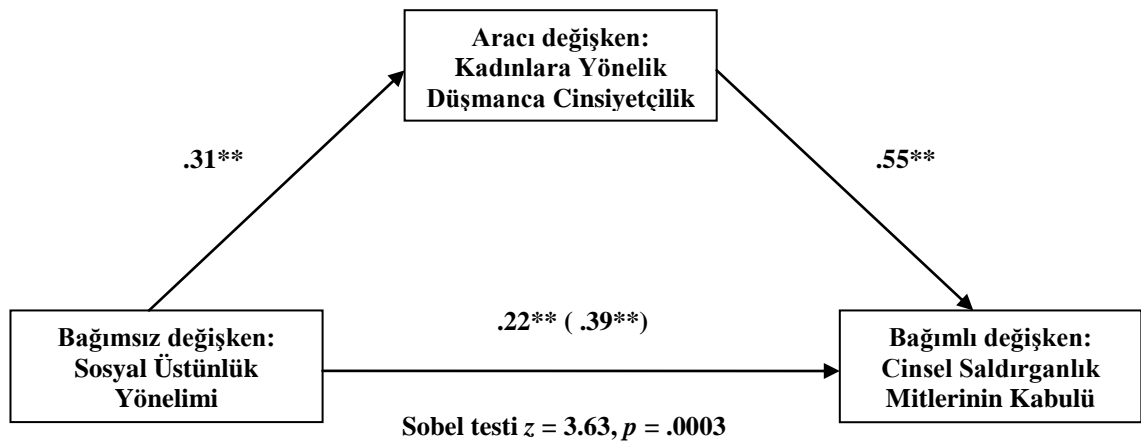 Aracı değişken:
Kadınlara Yönelik
Düşmanca Cinsiyetçilik
.31**
.55**
.22** ( .39**)
Bağımsız değişken:
Sosyal Üstünlük
Yönelimi
Bağımlı değişken:
Cinsel Saldırganlık
Mitlerinin Kabulü
Sobel testi z = 3.63, p = .0003